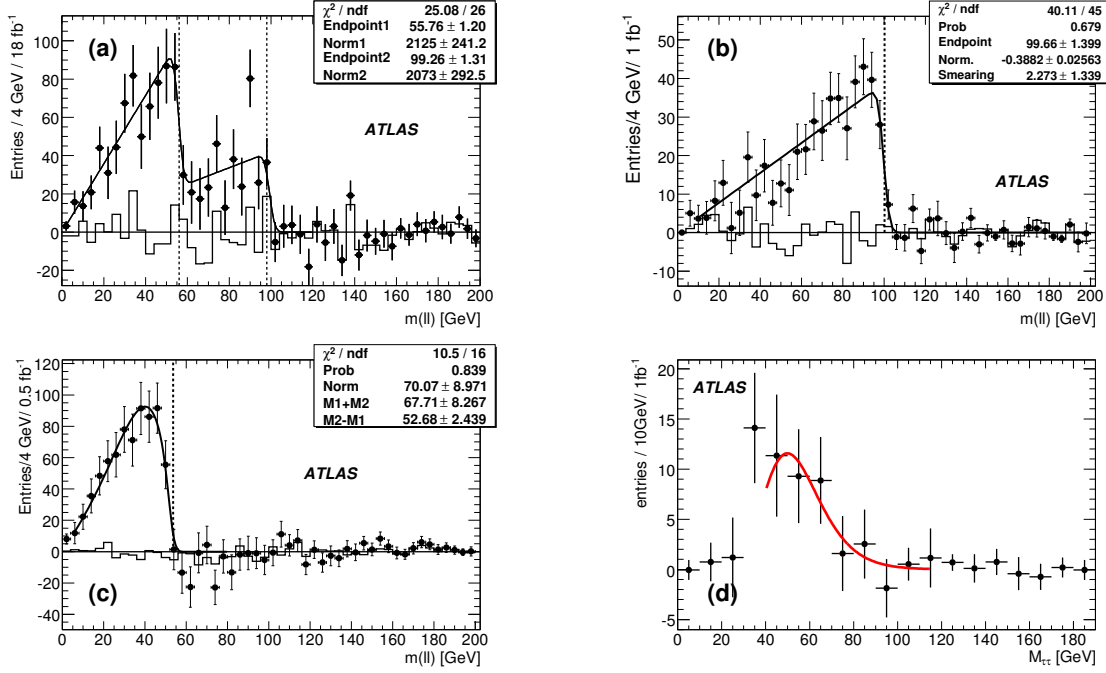 (a)
χ² / ndf 25.08 / 26
Endpoint1 55.76 ± 1.20
Norm1 2125 ± 241.2
Endpoint2 99.26 ± 1.31
Norm2 2073 ± 292.5
ATLAS
Entries / 4 GeV / 18 fb⁻¹
100
80
60
40
20
0
-20
0 20 40 60 80 100 120 140 160 180 200
m(ll) [GeV]
(b)
χ² / ndf 40.11 / 45
Prob 0.679
Endpoint 99.66 ± 1.399
Norm. -0.3882 ± 0.02563
Smearing 2.273 ± 1.339
ATLAS
Entries/4 GeV/ 1 fb⁻¹
50
40
30
20
10
0
-10
0 20 40 60 80 100 120 140 160 180 200
m(ll) [GeV]
(c)
χ² / ndf 10.5 / 16
Prob 0.839
Norm 70.07 ± 8.971
M1+M2 67.71 ± 8.267
M2-M1 52.68 ± 2.439
ATLAS
Entries/4 GeV/ 0.5 fb⁻¹
120
100
80
60
40
20
0
-20
-40
0 20 40 60 80 100 120 140 160 180 200
m(ll) [GeV]
ATLAS
(d)
entries / 10GeV/ 1fb⁻¹
20
15
10
5
0
-5
0 20 40 60 80 100 120 140 160 180
Mττ [GeV]